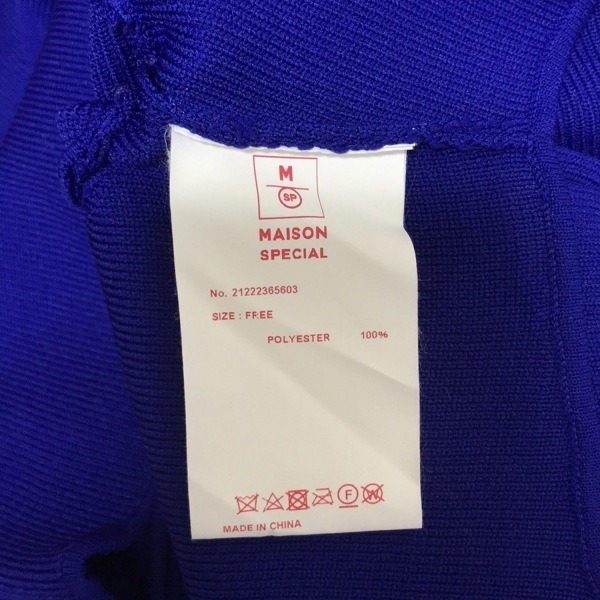 M
SP
MAISON
SPECIAL
No. 21222365603
SIZE : FREE
POLYESTER 100%
F W
MADE IN CHINA